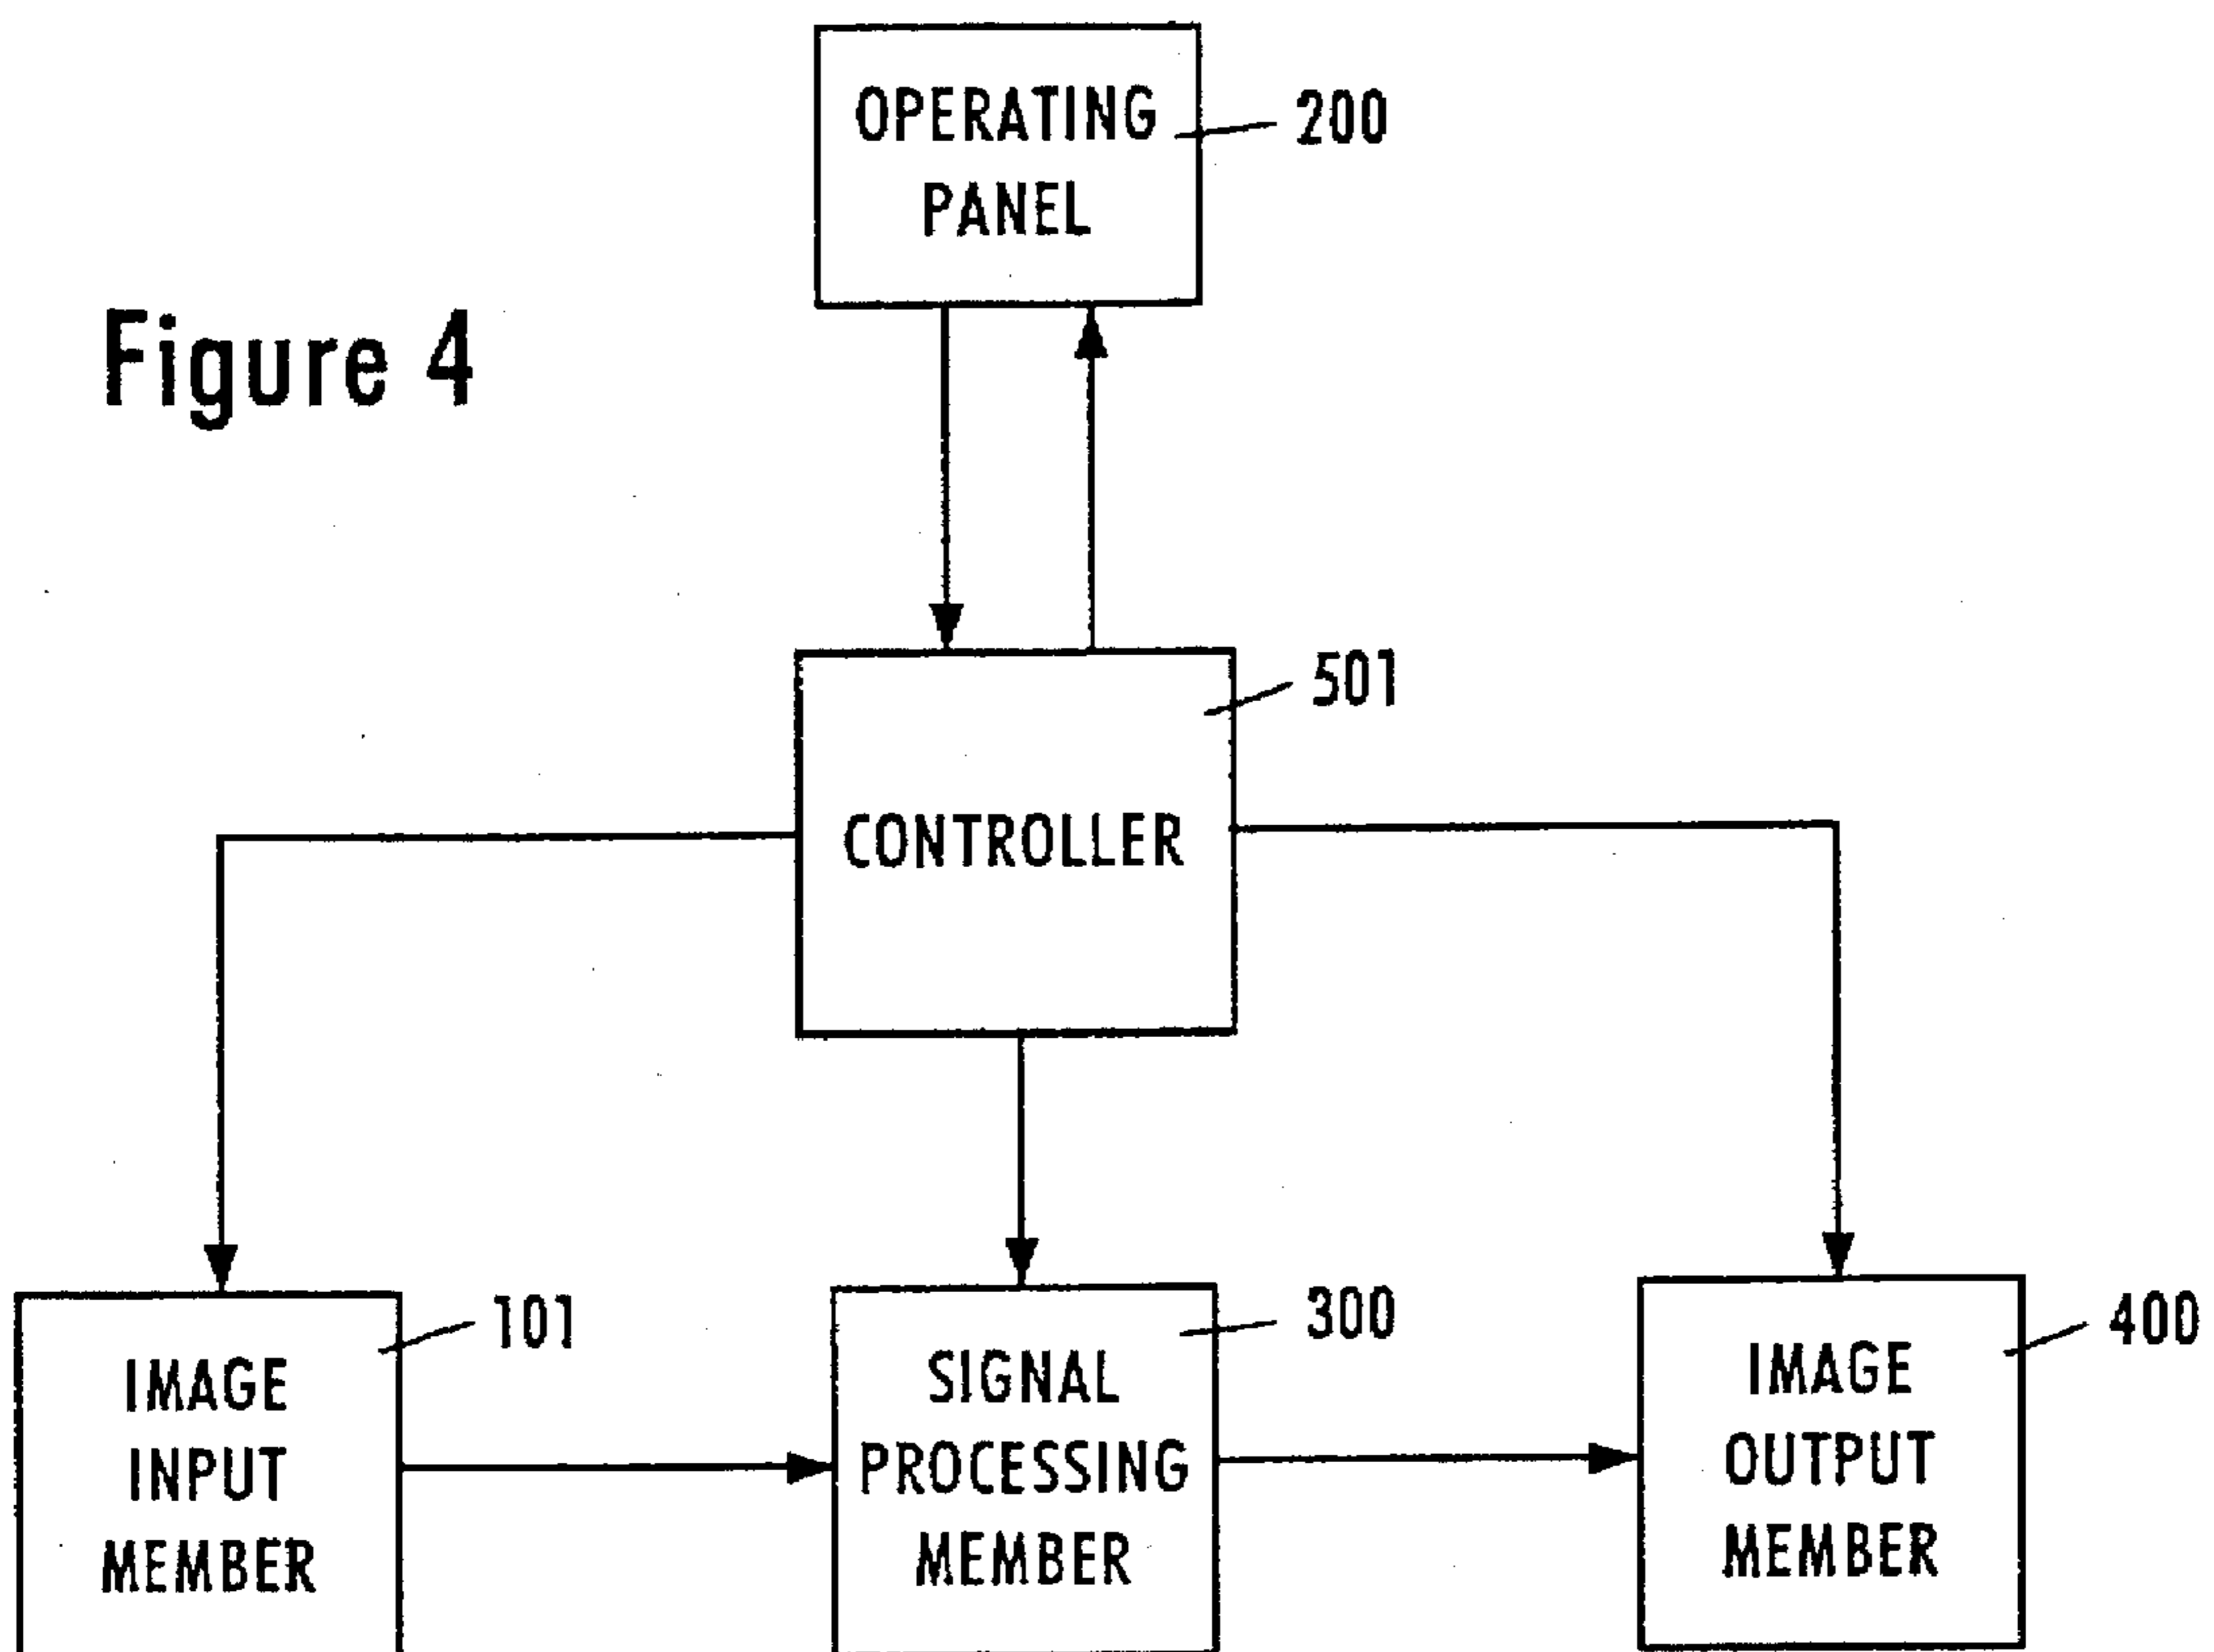 OPERATING
PANEL
200
Figure 4
501
CONTROLLER
101
IMAGE
INPUT
MEMBER
300
SIGNAL
PROCESSING
MEMBER
400
IMAGE
OUTPUT
MEMBER